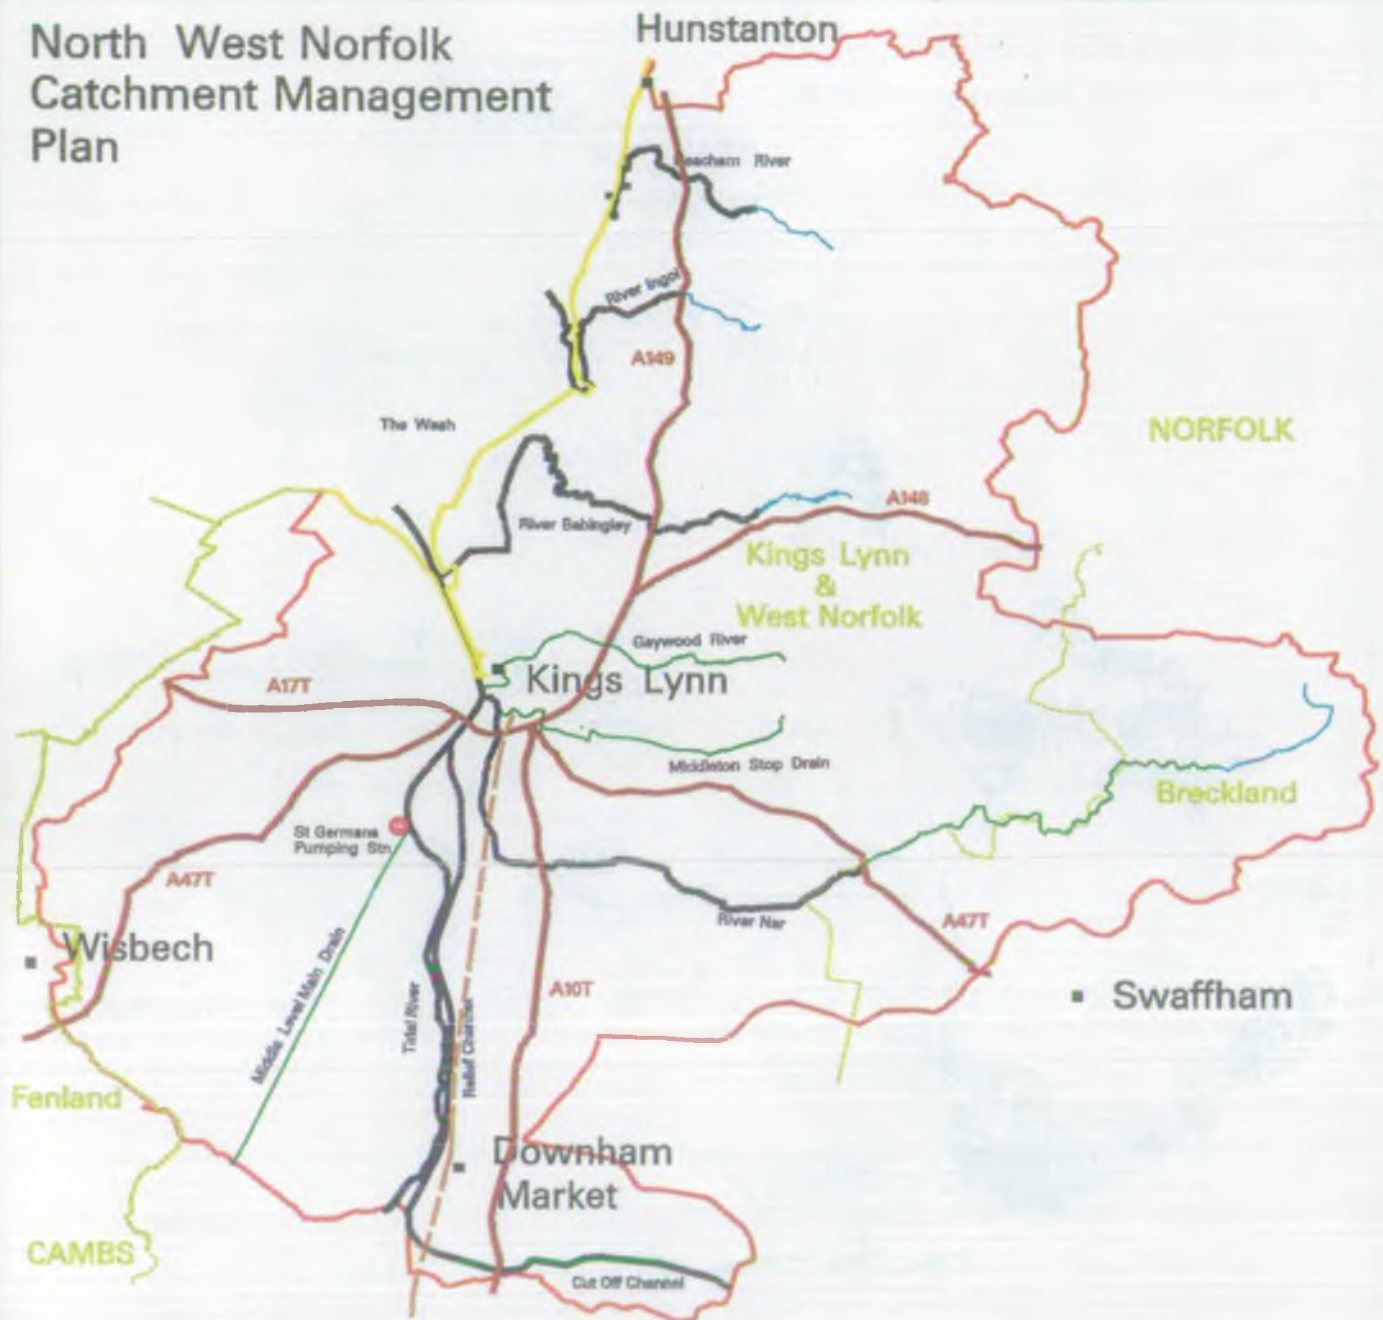 North West Norfolk
Catchment Management
Plan
Hunstanton
Heacham River
River Ingol
A149
The Wash
NORFOLK
A148
River Babingley
Kings Lynn
&
West Norfolk
Gaywood River
Kings Lynn
A17T
Middleton Stop Drain
Breckland
St Germans
Pumping Stn
A47T
River Nar
A47T
Wisbech
Middle Level Main Drain
Tidal River
Relief Channel
A10T
Swaffham
Fenland
Downham
Market
CAMBS
Cut Off Channel